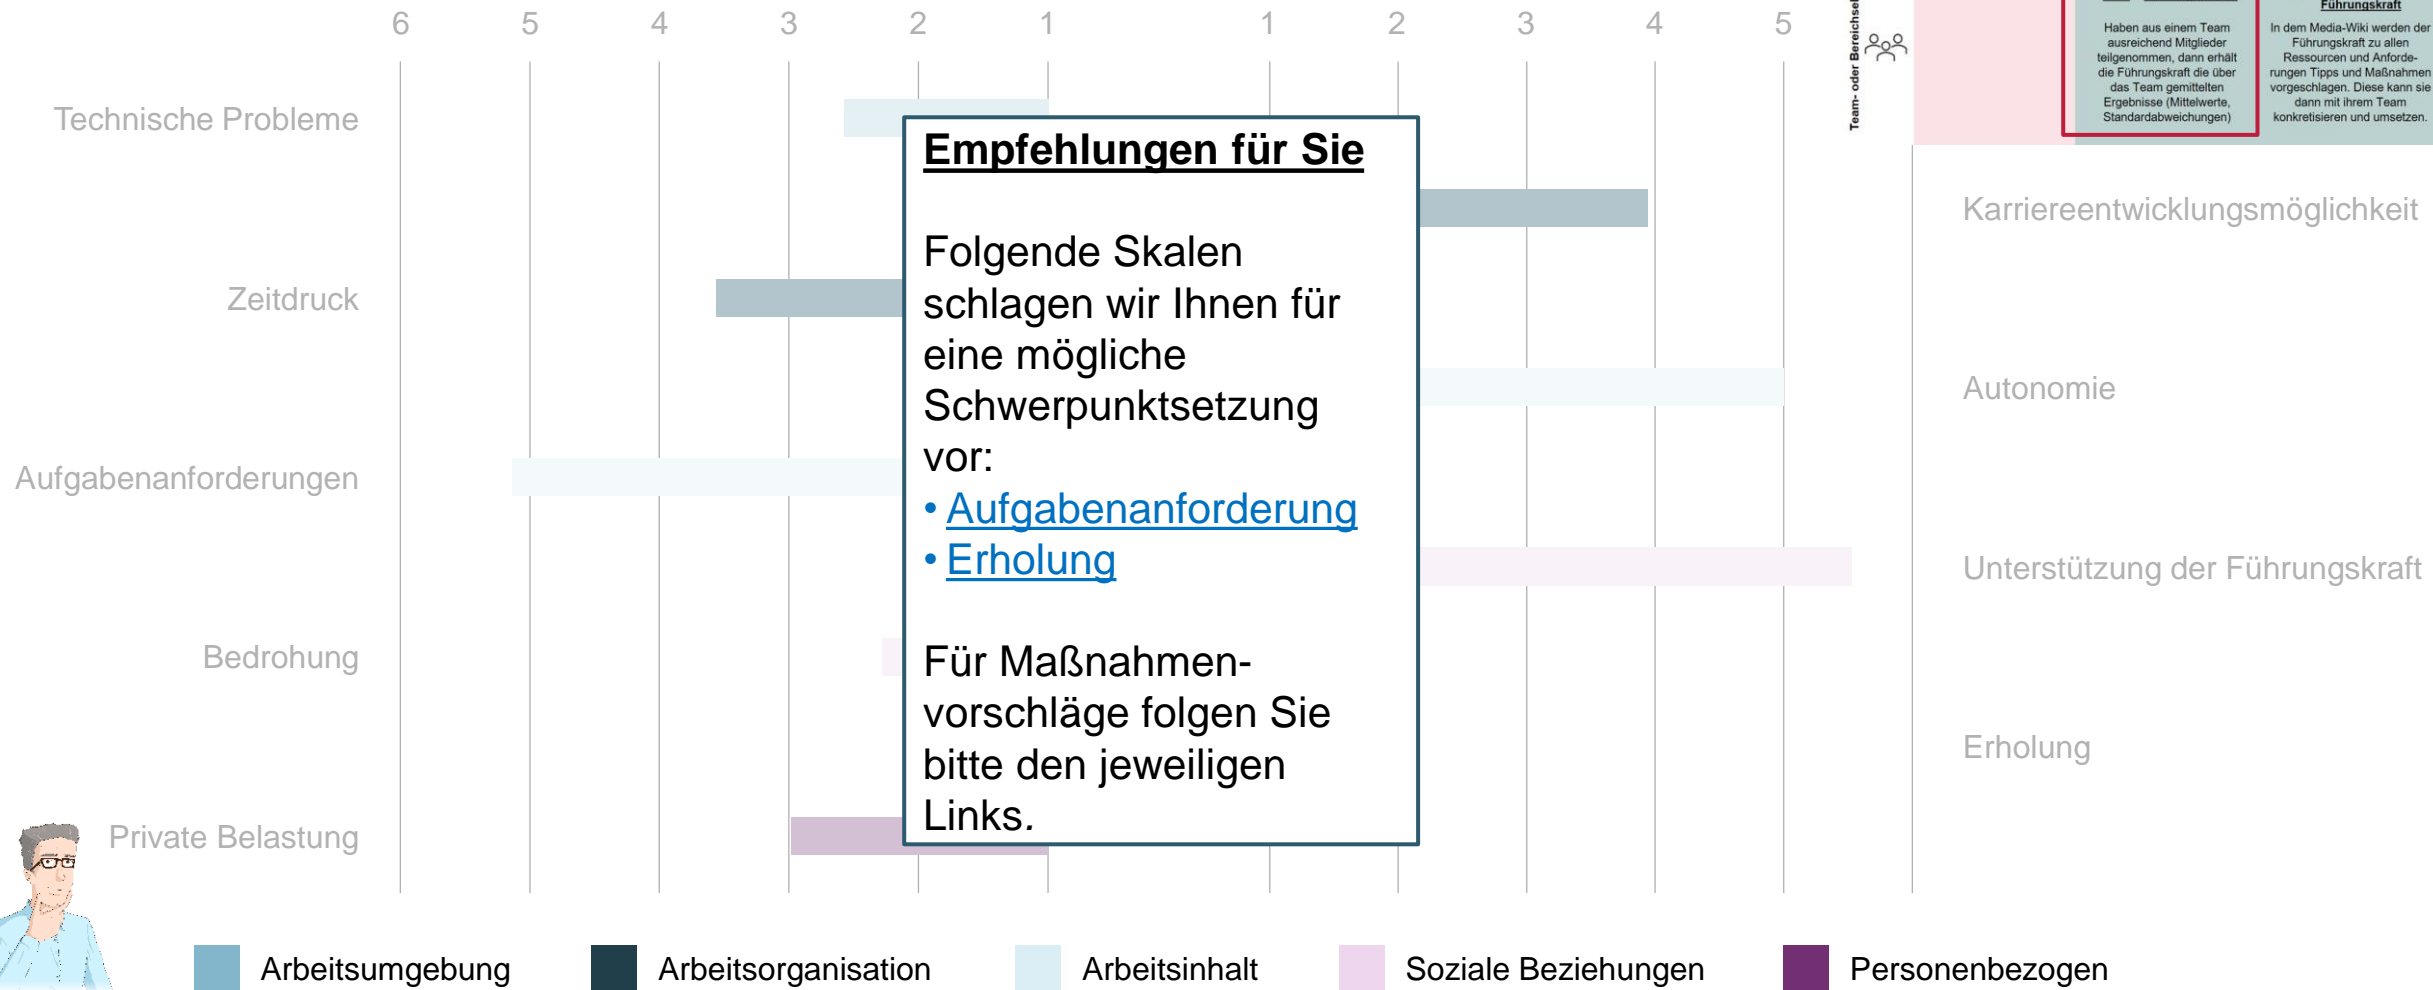 6 5 4 3 2 1 1 2 3 4 5
Team- oder Bereichsel
Haben aus einem Team
ausreichend Mitglieder
teilgenommen, dann erhält
die Führungskraft die über
das Team gemittelten
Ergebnisse (Mittelwerte,
Standardabweichungen)
Führungskraft
In dem Media-Wiki werden der
Führungskraft zu allen
Ressourcen und Anforde-
rungen Tipps und Maßnahmen
vorgeschlagen. Diese kann sie
dann mit ihrem Team
konkretisieren und umsetzen.
Technische Probleme
Zeitdruck
Aufgabenanforderungen
Bedrohung
Private Belastung
Empfehlungen für Sie
Folgende Skalen
schlagen wir Ihnen für
eine mögliche
Schwerpunktsetzung
vor:
• Aufgabenanforderung
• Erholung
Für Maßnahmen-
vorschläge folgen Sie
bitte den jeweiligen
Links.
Karriereentwicklungsmöglichkeit
Autonomie
Unterstützung der Führungskraft
Erholung
Arbeitsumgebung
Arbeitsorganisation
Arbeitsinhalt
Soziale Beziehungen
Personenbezogen